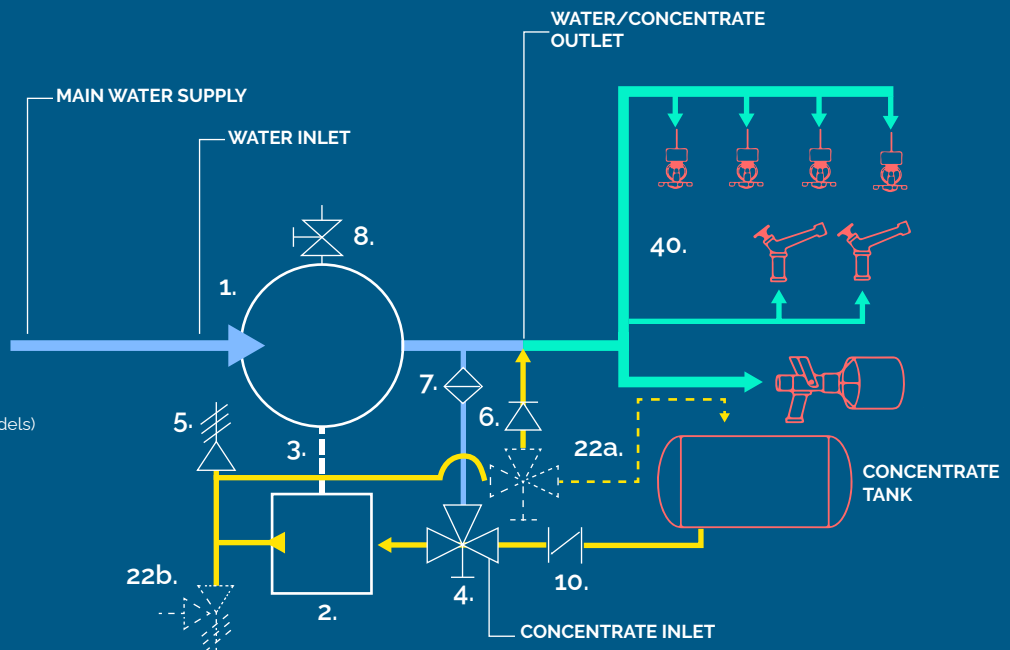 WATER/CONCENTRATE
OUTLET
MAIN WATER SUPPLY
WATER INLET
8.
40.
1.
7.
5.
6.
dels)
3.
22a.
CONCENTRATE
TANK
22b.
10.
4.
2.
CONCENTRATE INLET